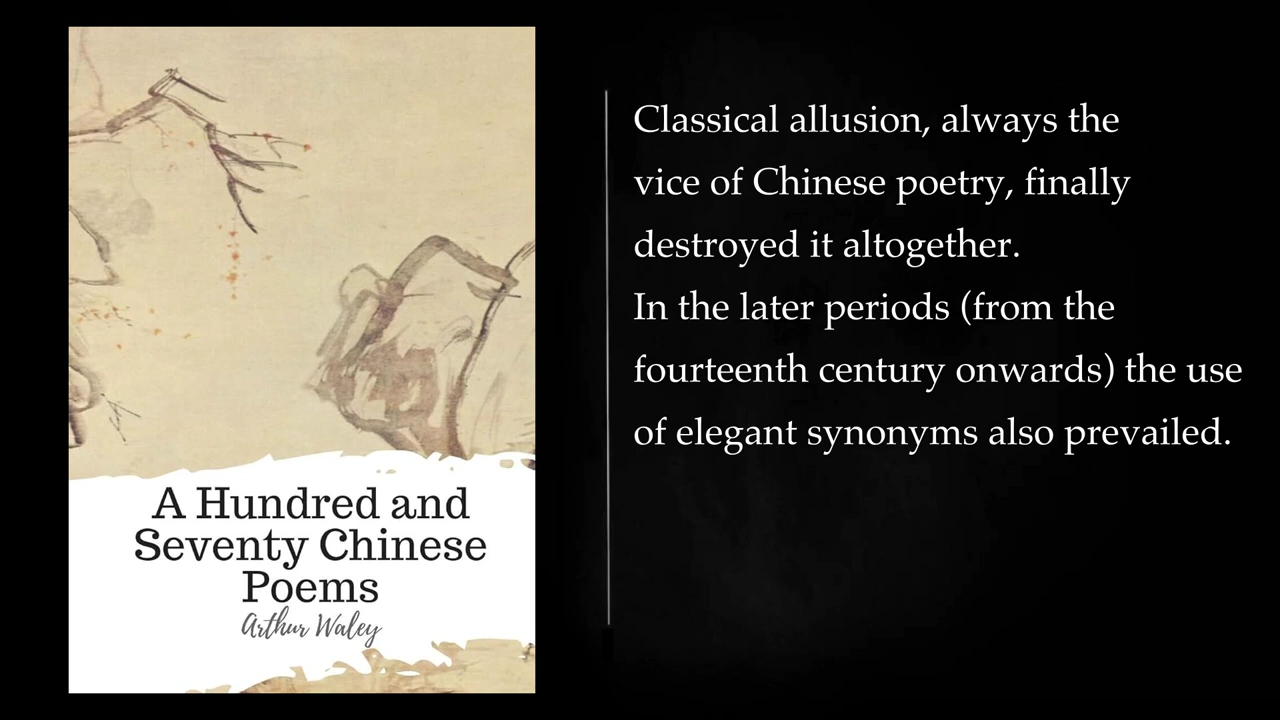 A Hundred and
Seventy Chinese
Poems
Arthur Waley
Classical allusion, always the
vice of Chinese poetry, finally
destroyed it altogether.
In the later periods (from the
fourteenth century onwards) the use
of elegant synonyms also prevailed.